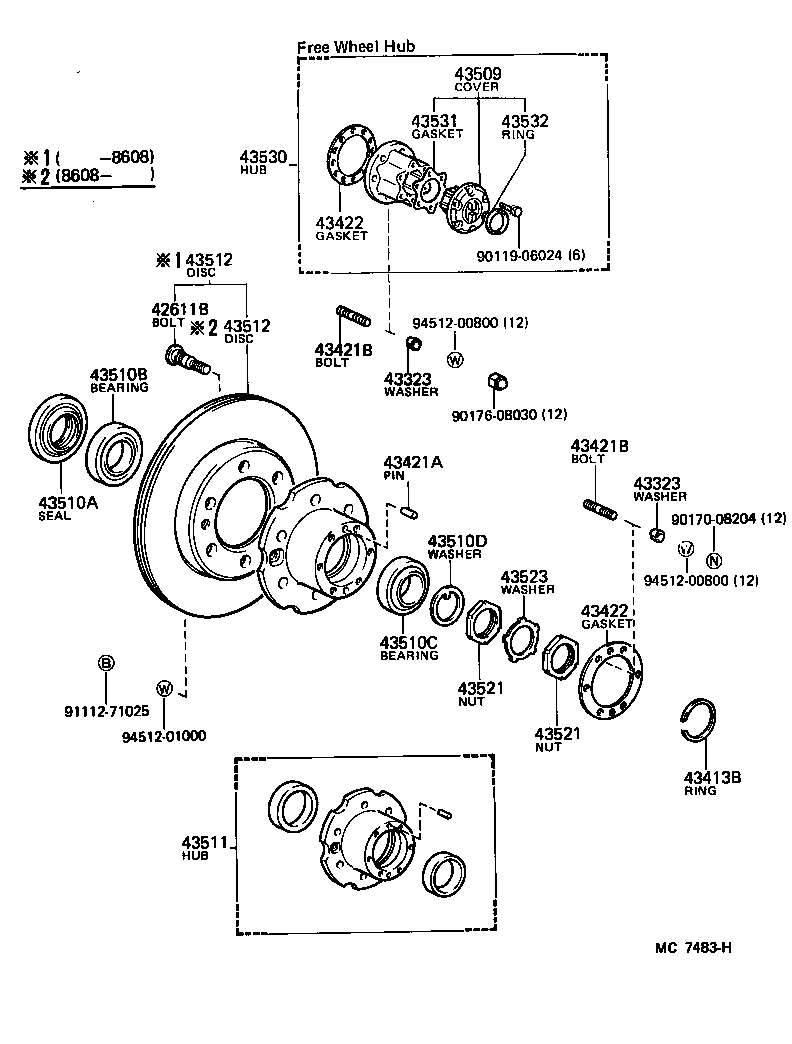 Free Wheel Hub
43509
COVER
43531
GASKET
43532
RING
※1( -8608)
※2(8608- )
43530
HUB
43422
GASKET
90119-08024 (6)
※1 43512
DISC
42611B
BOLT
※2 43512
DISC
43421B
BOLT
94512-00800 (12)
W
43323
WASHER
90176-08030 (12)
43510B
BEARING
43510A
SEAL
43421A
PIN
43421B
BOLT
43323
WASHER
90170-08204 (12)
W
N
94512-00800 (12)
43510D
WASHER
43523
WASHER
43422
GASKET
43510C
BEARING
B
91112-71025
W
94512-01000
43521
NUT
43521
NUT
43413B
RING
43511
HUB
MC 7483-H